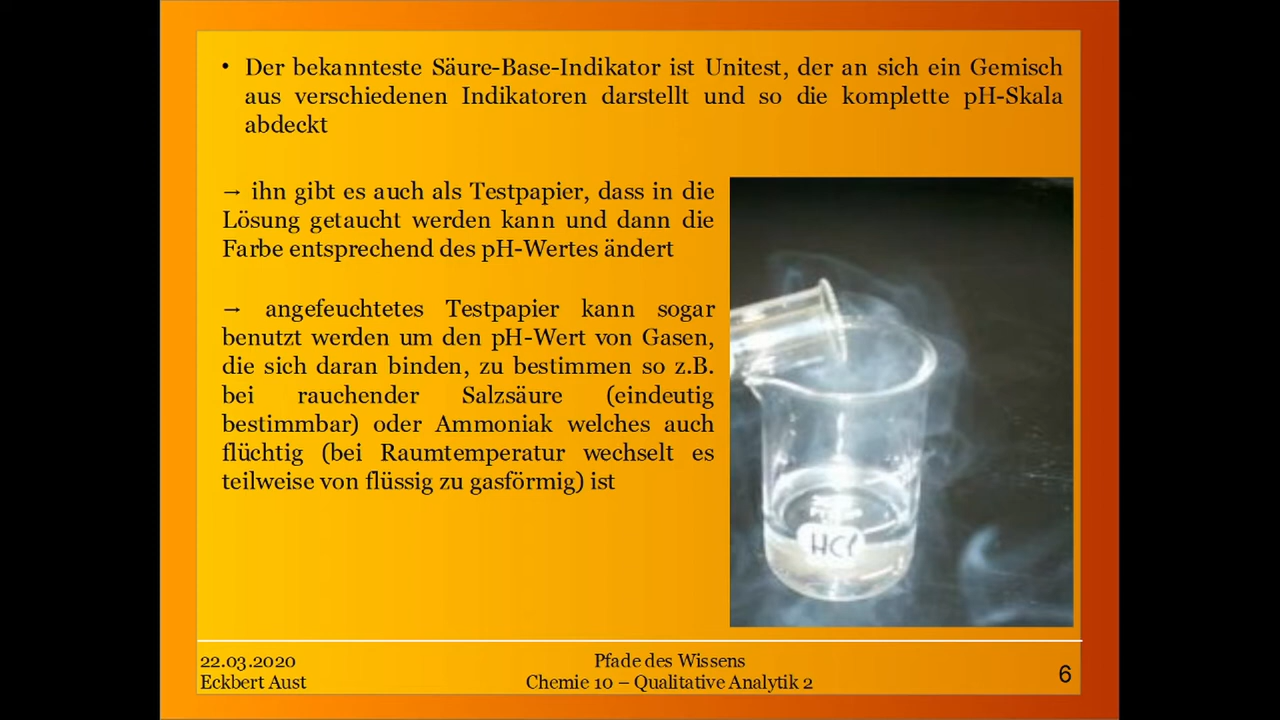 • Der bekannteste Säure-Base-Indikator ist Unitest, der an sich ein Gemisch
aus verschiedenen Indikatoren darstellt und so die komplette pH-Skala
abdeckt
→ ihn gibt es auch als Testpapier, dass in die
Lösung getaucht werden kann und dann die
Farbe entsprechend des pH-Wertes ändert
→ angefeuchtetes Testpapier kann sogar
benutzt werden um den pH-Wert von Gasen,
die sich daran binden, zu bestimmen so z.B.
bei rauchender Salzsäure (eindeutig
bestimmbar) oder Ammoniak welches auch
flüchtig (bei Raumtemperatur wechselt es
teilweise von flüssig zu gasförmig) ist
HCl
22.03.2020
Eckbert Aust
Pfade des Wissens
Chemie 10 – Qualitative Analytik 2
6